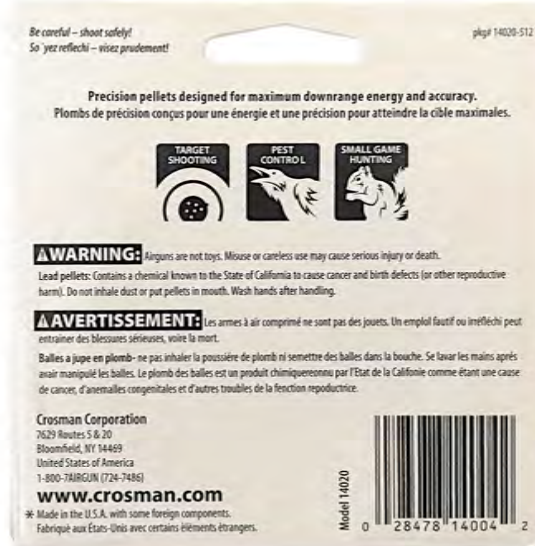 Be careful – shoot safely!
So`yez reflechi – visez prudement!
pkg# 14020-512
Precision pellets designed for maximum downrange energy and accuracy.
Plombs de précision conçus pour une énergie et une précision pour atteindre la cible maximales.
TARGET
SHOOTING
PEST
CONTROL
SMALL GAME
HUNTING
WARNING: Airguns are not toys. Misuse or careless use may cause serious injury or death.
Lead pellets: Contains a chemical known to the State of California to cause cancer and birth defects (or other reproductive
harm). Do not inhale dust or put pellets in mouth. Wash hands after handling.
AVERTISSEMENT: Les armes à air comprimé ne sont pas des jouets. Un emploi fautif ou irréfléchi peut
entrainer des blessures sérieuses, voire la mort.
Balles a jupe en plomb- ne pas inhaler la poussière de plomb ni semettre des balles dans la bouche. Se lavar les mains aprés
avair manipulé les balles. Le plomb des balles est un produit chimiquereonnu par l'Etat de la Califonie comme étant une cause
de cancer, d'anemalles congenitales et d'autres troubles de la fenction repoductrice.
Crosman Corporation
7629 Routes 5 & 20
Bloomfield, NY 14469
United States of America
1-800-7AIRGUN (724-7486)
www.crosman.com
* Made in the U.S.A. with some foreign components.
Fabriqué aux États-Unis avec certains éléments étrangers.
Model 14020
0 28478 14004 2